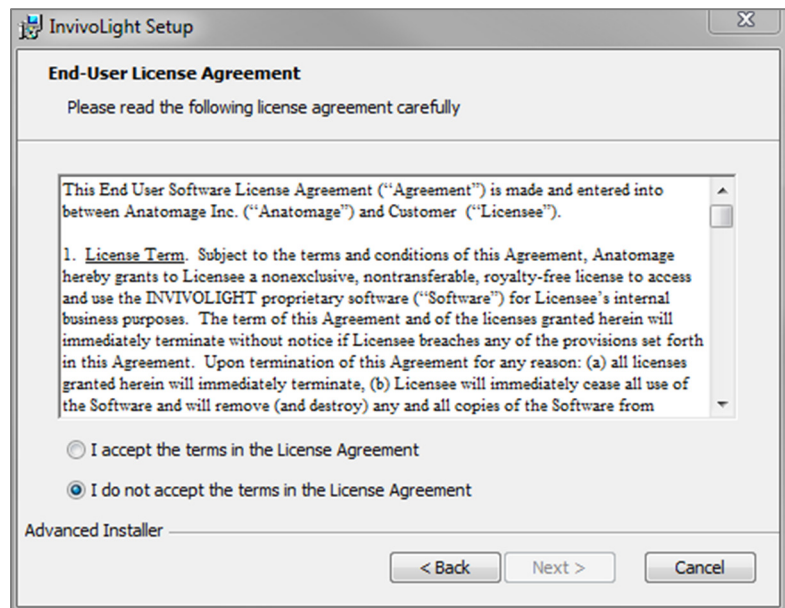 InvivoLight Setup
End-User License Agreement
Please read the following license agreement carefully
This End User Software License Agreement (“Agreement”) is made and entered into
between Anatomage Inc. (“Anatomage”) and Customer (“Licensee”).
1. License Term. Subject to the terms and conditions of this Agreement, Anatomage
hereby grants to Licensee a nonexclusive, nontransferable, royalty-free license to access
and use the INVIVOLIGHT proprietary software (“Software”) for Licensee’s internal
business purposes. The term of this Agreement and of the licenses granted herein will
immediately terminate without notice if Licensee breaches any of the provisions set forth
in this Agreement. Upon termination of this Agreement for any reason: (a) all licenses
granted herein will immediately terminate, (b) Licensee will immediately cease all use of
the Software and will remove (and destroy) any and all copies of the Software from
I accept the terms in the License Agreement
I do not accept the terms in the License Agreement
Advanced Installer
< Back
Next >
Cancel